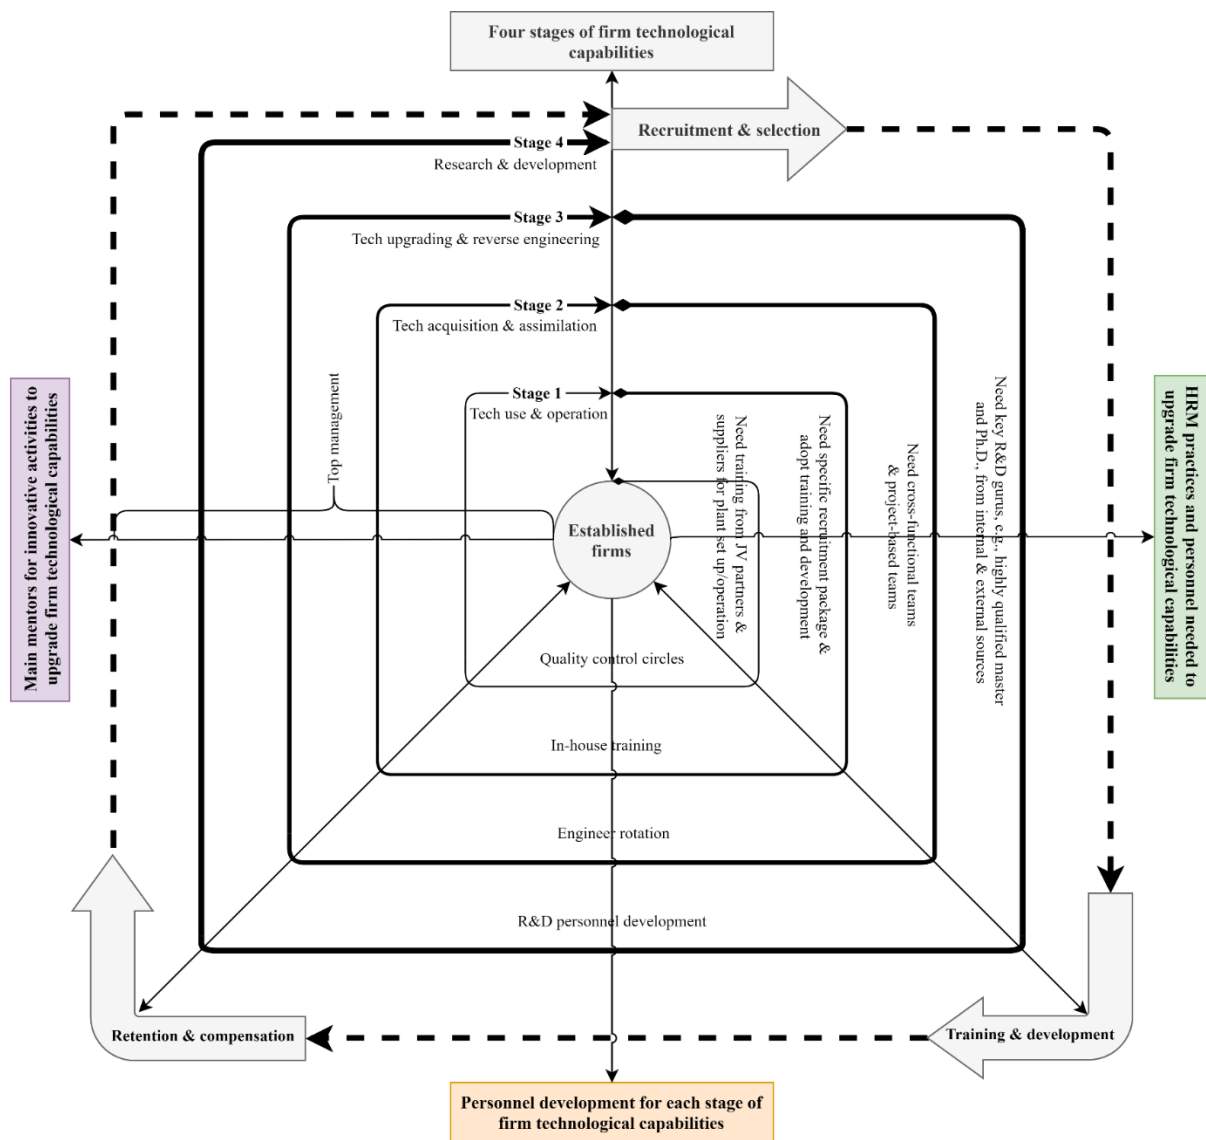 Four stages of firm technological
capabilities
Recruitment & selection
Stage 4
Research & development
Stage 3
Tech upgrading & reverse engineering
Stage 2
Tech acquisition & assimilation
Stage 1
Tech use & operation
Top management
Main mentors for innovative activities to
upgrade firm technological capabilities
Established
firms
Need training from JV partners &
suppliers for plant set up/operation
Need specific recruitment package &
adopt training and development
Need cross-functional teams
& project-based teams
Need key R&D gurus, e.g., highly qualified master
and Ph.D., from internal & external sources
HRM practices and personnel needed to
upgrade firm technological capabilities
Quality control circles
In-house training
Engineer rotation
R&D personnel development
Retention & compensation
Training & development
Personnel development for each stage of
firm technological capabilities